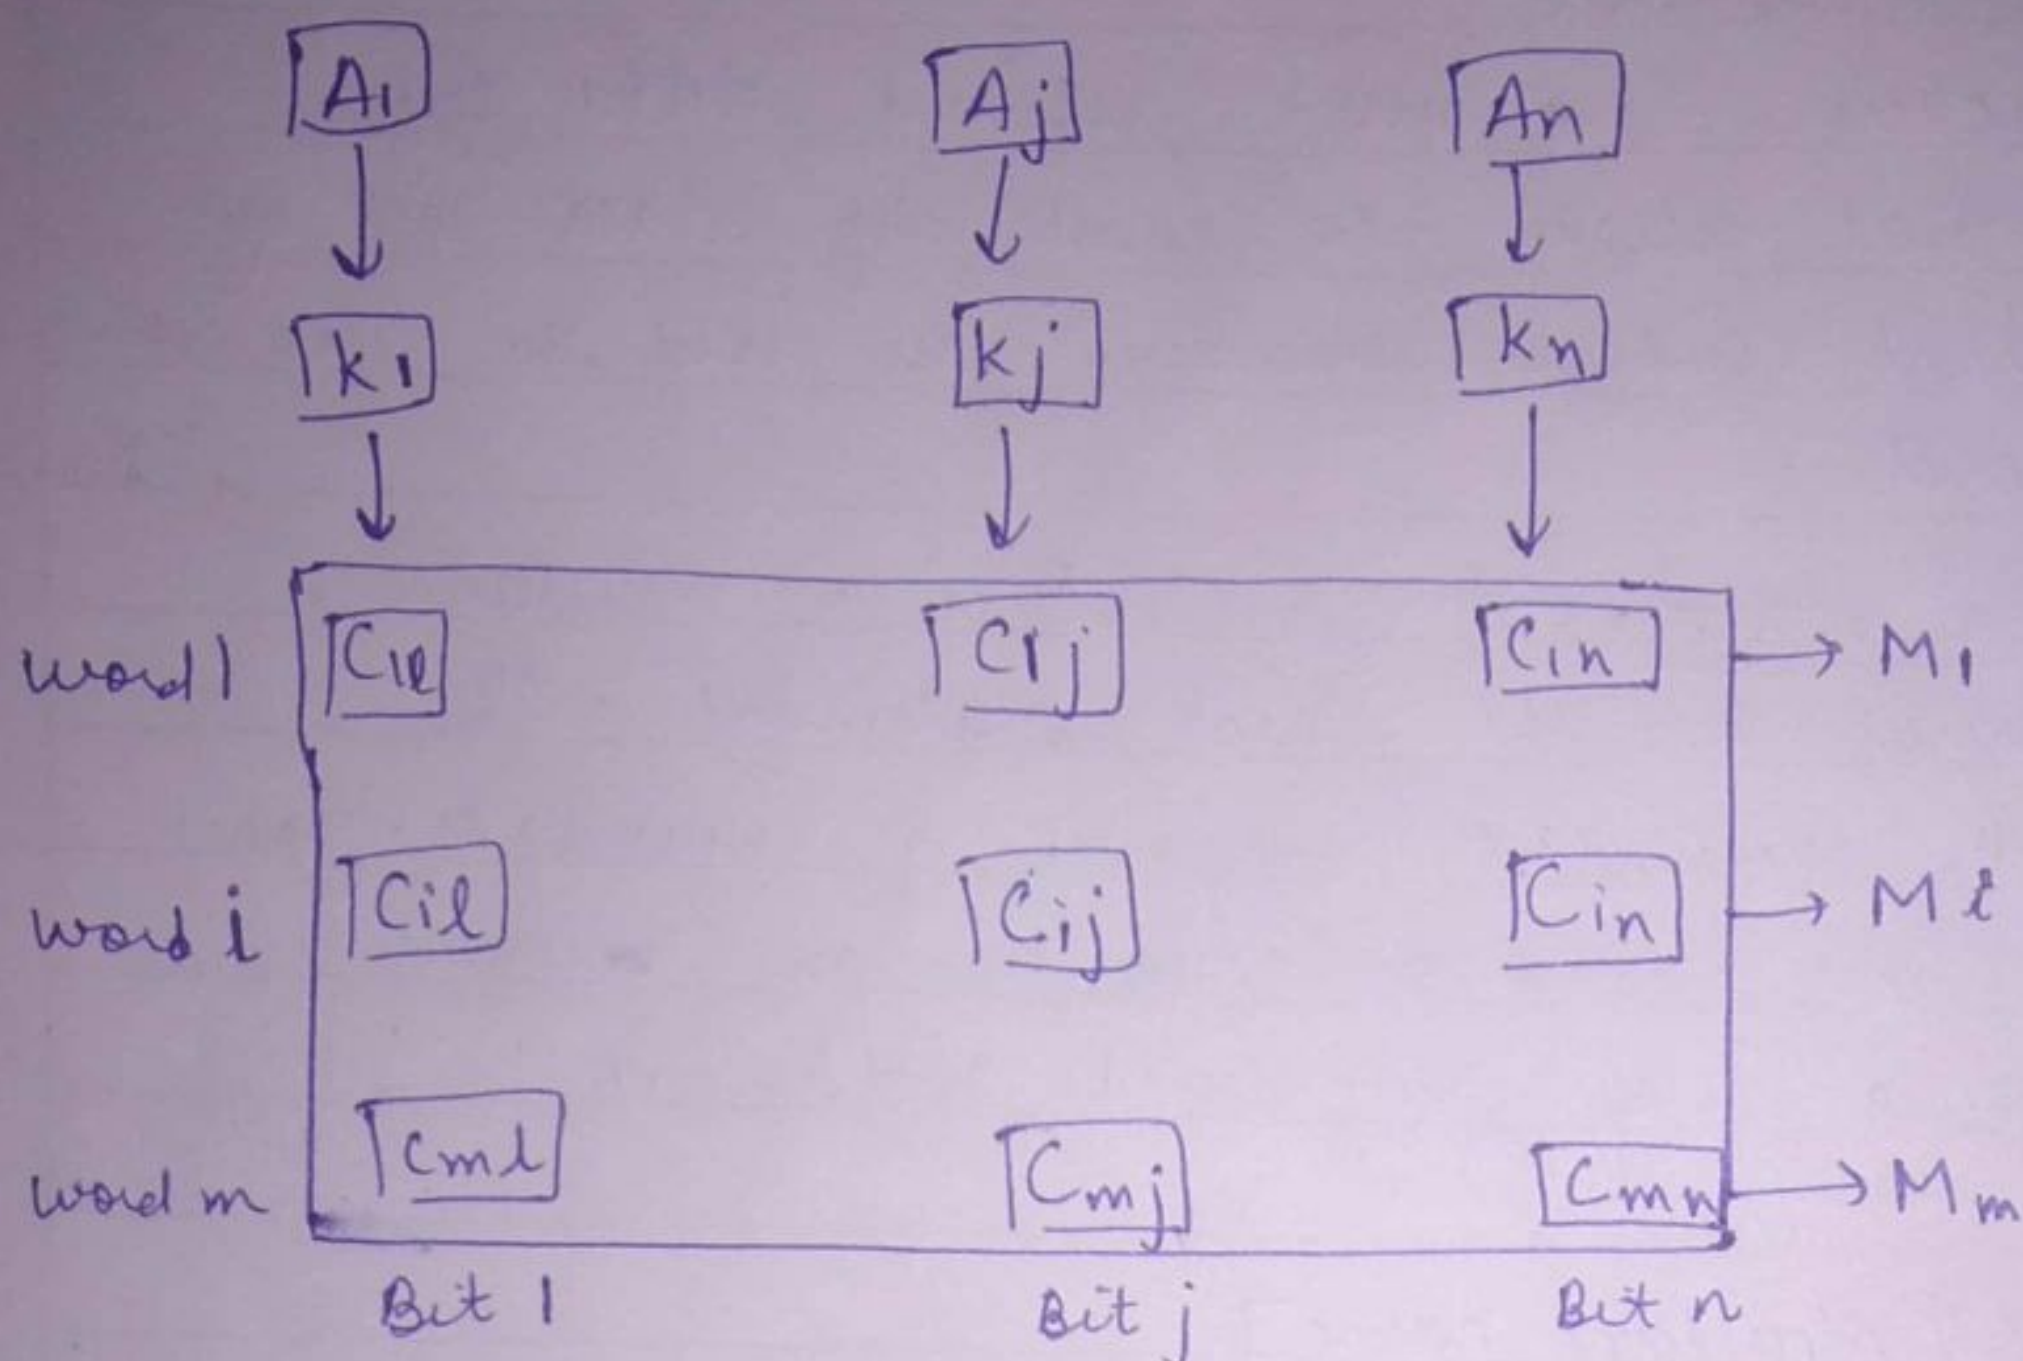 A1 Aj An
k1 kj kn
word 1 C1l C1j C1n M1
word i Cil Cij Cin Mi
word m Cml Cmj Cmn Mm
Bit 1 Bit j Bit n